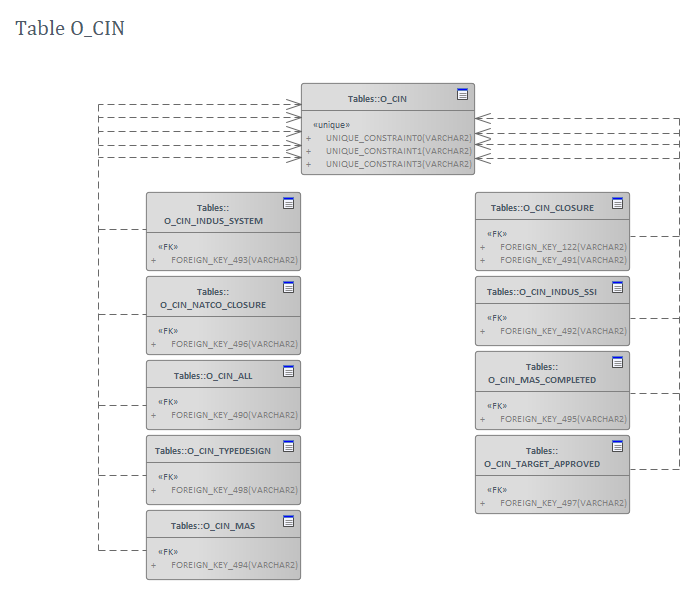 Table O_CIN
Tables::O_CIN
«unique»
+ UNIQUE_CONSTRAINT0(VARCHAR2)
+ UNIQUE_CONSTRAINT1(VARCHAR2)
+ UNIQUE_CONSTRAINT3(VARCHAR2)
Tables::
O_CIN_INDUS_SYSTEM
«FK»
+ FOREIGN_KEY_493(VARCHAR2)
Tables::
O_CIN_NATCO_CLOSURE
«FK»
+ FOREIGN_KEY_496(VARCHAR2)
Tables::O_CIN_ALL
«FK»
+ FOREIGN_KEY_490(VARCHAR2)
Tables::O_CIN_TYPEDESIGN
«FK»
+ FOREIGN_KEY_498(VARCHAR2)
Tables::O_CIN_MAS
«FK»
+ FOREIGN_KEY_494(VARCHAR2)
Tables::O_CIN_CLOSURE
«FK»
+ FOREIGN_KEY_122(VARCHAR2)
+ FOREIGN_KEY_491(VARCHAR2)
Tables::O_CIN_INDUS_SSI
«FK»
+ FOREIGN_KEY_492(VARCHAR2)
Tables::
O_CIN_MAS_COMPLETED
«FK»
+ FOREIGN_KEY_495(VARCHAR2)
Tables::
O_CIN_TARGET_APPROVED
«FK»
+ FOREIGN_KEY_497(VARCHAR2)